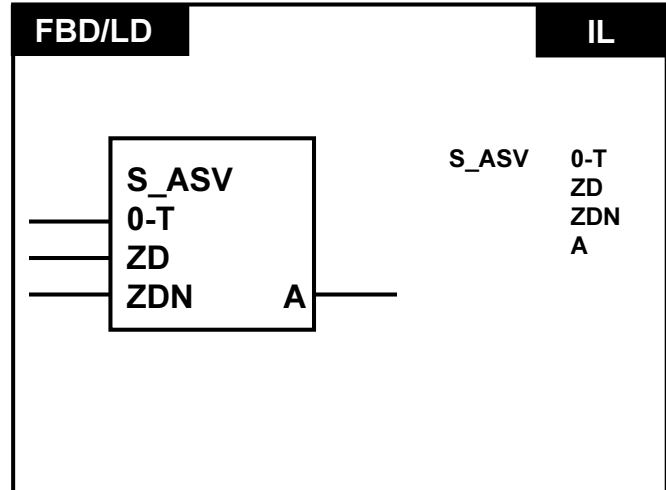 FBD/LD
IL
S_ASV
0-T
ZD
ZDN A
S_ASV 0-T
ZD
ZDN
A